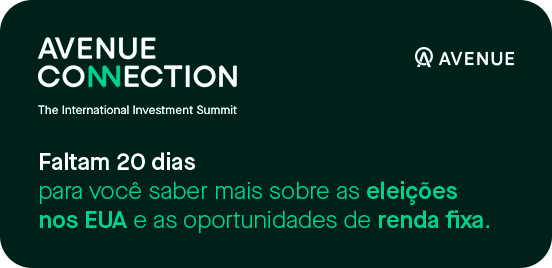 AVENUE
CONNECTION
The International Investment Summit
AVENUE
Faltam 20 dias
para você saber mais sobre as eleições
nos EUA e as oportunidades de renda fixa.